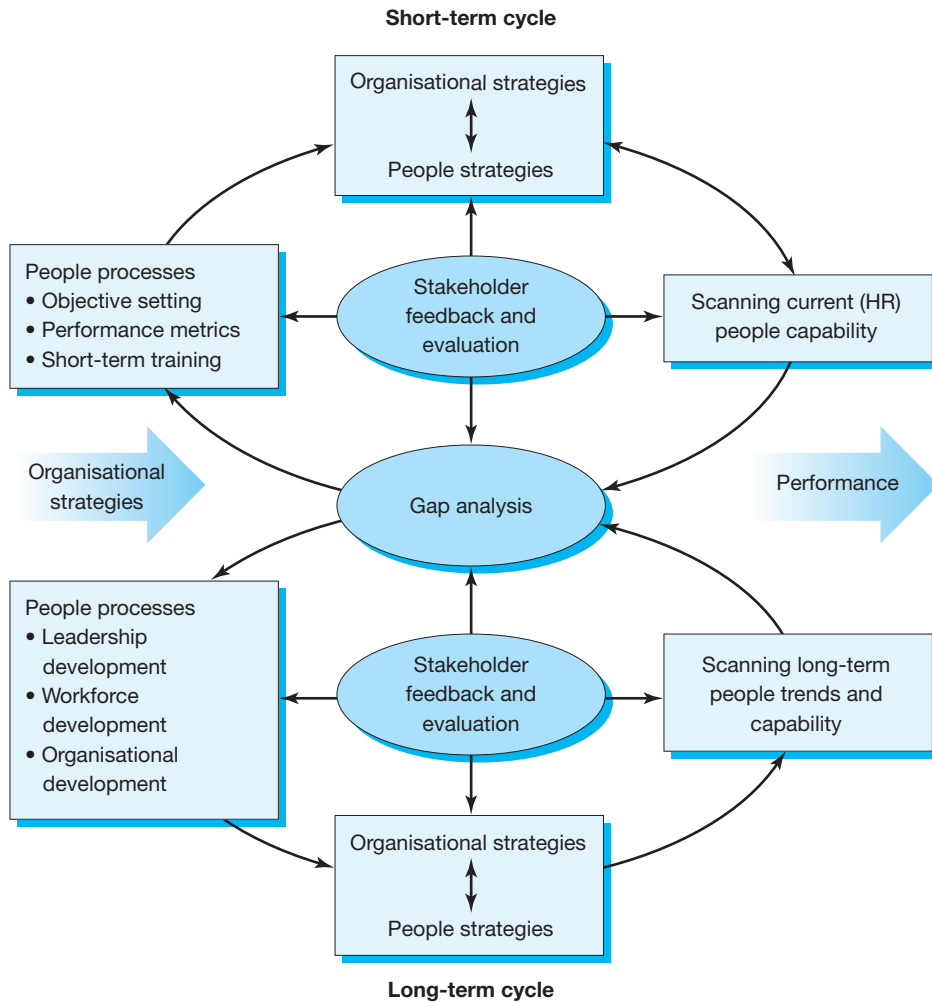 Short-term cycle
Organisational strategies
People strategies
People processes
• Objective setting
• Performance metrics
• Short-term training
Stakeholder
feedback and
evaluation
Scanning current (HR)
people capability
Organisational
strategies
Gap analysis
Performance
People processes
• Leadership
development
• Workforce
development
• Organisational
development
Stakeholder
feedback and
evaluation
Scanning long-term
people trends and
capability
Organisational strategies
People strategies
Long-term cycle